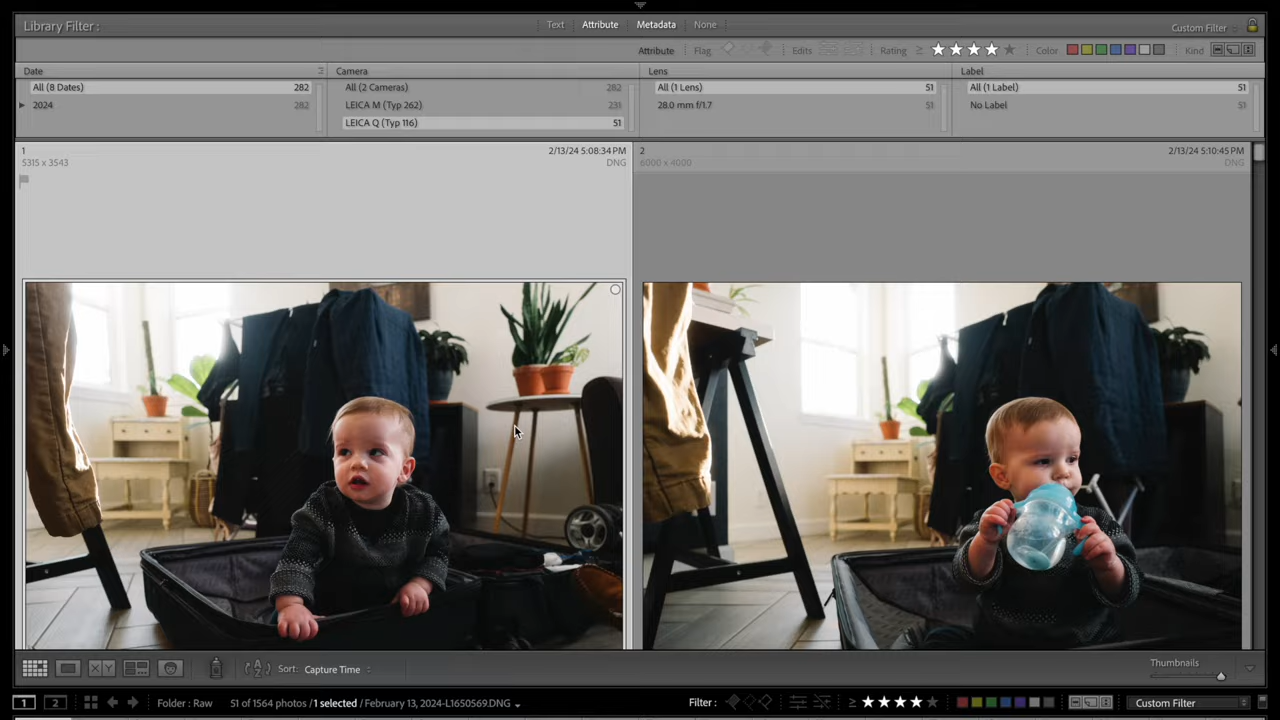 Library Filter :
Text Attribute Metadata None
Custom Filter
Attribute Flag Edits Rating ≥ ★★★★★ Color Kind
Date Camera Lens Label
All (8 Dates) 282 All (2 Cameras) 282 All (1 Lens) 51 All (1 Label) 51
2024 282 LEICA M (Typ 262) 231 28.0 mm f/1.7 51 No Label 51
LEICA Q (Typ 116) 51
1 2/13/24 5:08:34 PM 2 2/13/24 5:10:45 PM
5315 x 3543 DNG 6000 x 4000 DNG
Sort: Capture Time
Thumbnails
1 2 Folder : Raw 51 of 1564 photos / 1 selected / February 13, 2024-L1650569.DNG Filter : ≥ ★★★★★ Custom Filter